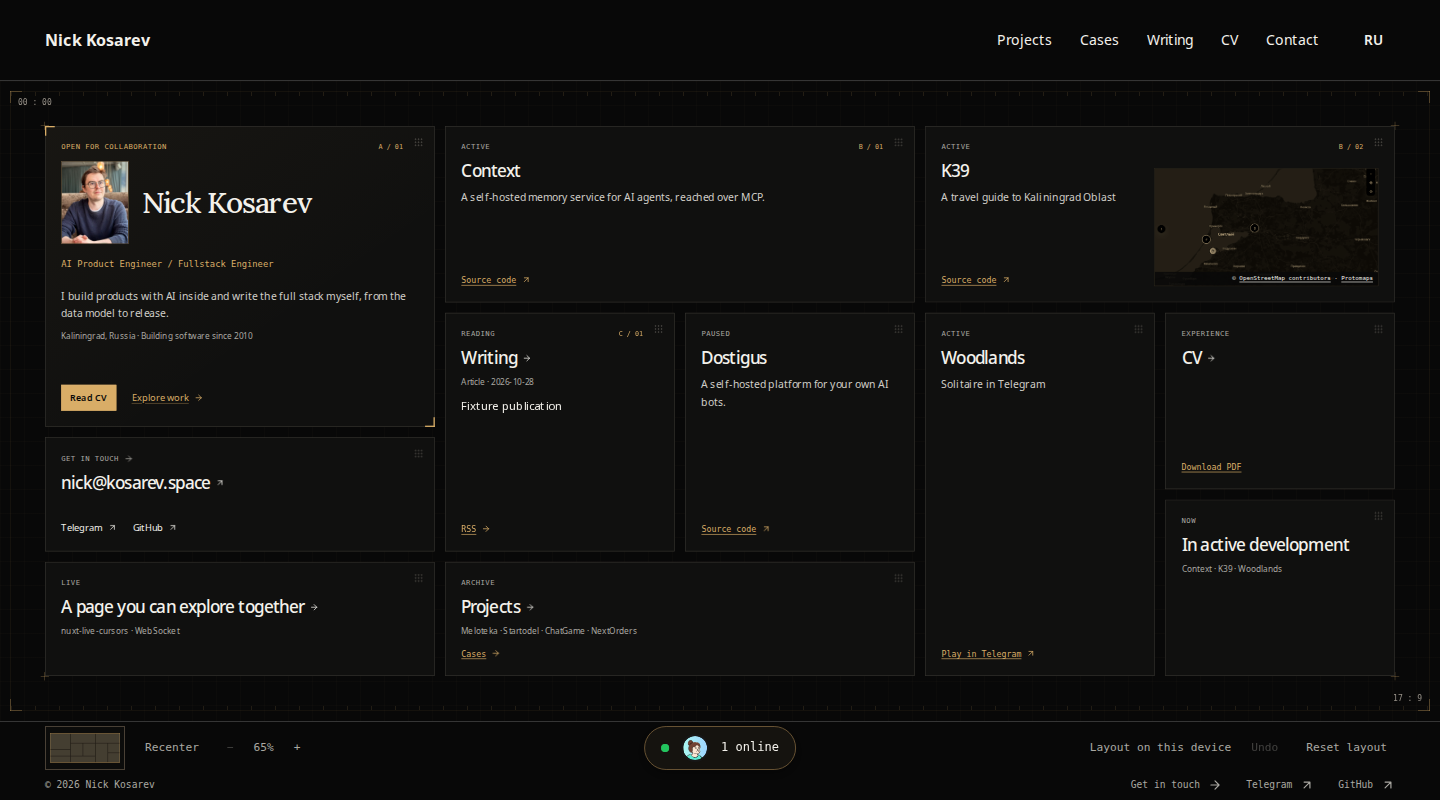 Nick Kosarev
Projects Cases Writing CV Contact RU
00 : 00
OPEN FOR COLLABORATION A / 01
Nick Kosarev
AI Product Engineer / Fullstack Engineer
I build products with AI inside and write the full stack myself, from the
data model to release.
Kaliningrad, Russia · Building software since 2010
Read CV Explore work →
ACTIVE B / 01
Context
A self-hosted memory service for AI agents, reached over MCP.
Source code ↗
ACTIVE B / 02
K39
A travel guide to Kaliningrad Oblast
Source code ↗
© OpenStreetMap contributors · Protomaps
READING C / 01
Writing →
Article · 2026-10-28
Fixture publication
RSS →
PAUSED
Dostigus
A self-hosted platform for your own AI
bots.
Source code ↗
ACTIVE
Woodlands
Solitaire in Telegram
Play in Telegram ↗
EXPERIENCE
CV →
Download PDF
GET IN TOUCH →
nick@kosarev.space ↗
Telegram ↗ GitHub ↗
NOW
In active development
Context · K39 · Woodlands
LIVE
A page you can explore together →
nuxt-live-cursors · WebSocket
ARCHIVE
Projects →
Meloteka · Startodel · ChatGame · NextOrders
Cases →
17 : 9
Recenter − 65% +
1 online
Layout on this device Undo Reset layout
© 2026 Nick Kosarev
Get in touch → Telegram ↗ GitHub ↗